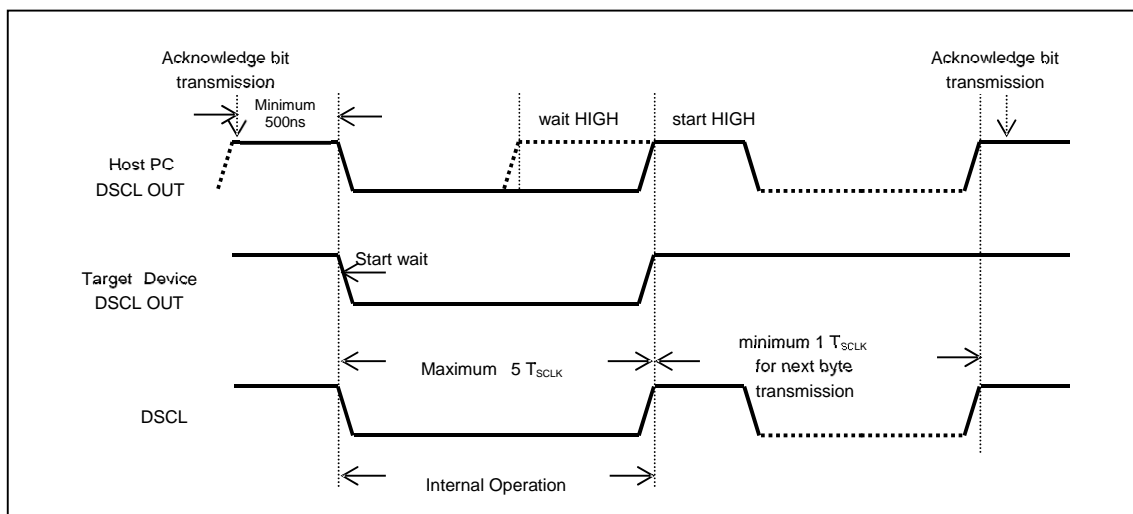 Acknowledge bit
transmission
Acknowledge bit
transmission
Minimum
500ns
wait HIGH
start HIGH
Host PC
DSCL OUT
Start wait
Target Device
DSCL OUT
Maximum 5 TSCLK
minimum 1 TSCLK
for next byte
transmission
DSCL
Internal Operation